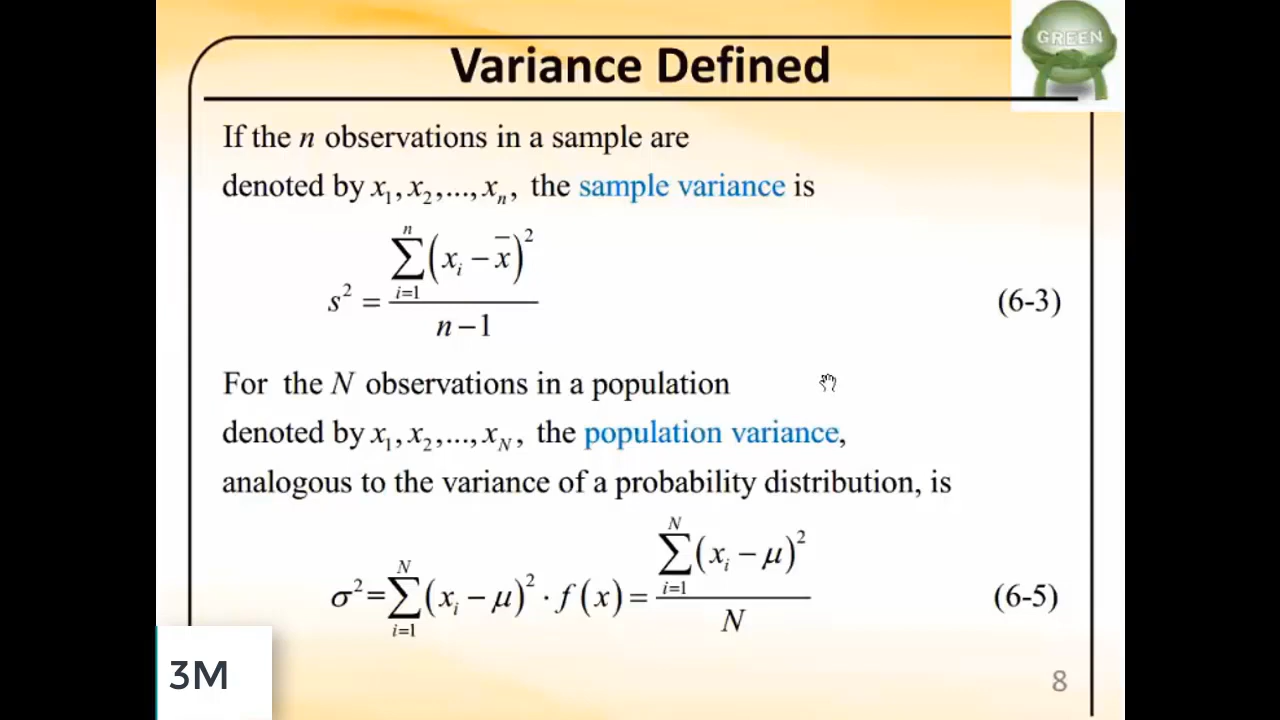 GREEN
Variance Defined
If the n observations in a sample are
denoted by x₁, x₂,..., xₙ, the sample variance is
s² = ∑ᵢ₌₁ⁿ (xᵢ − x̄)² / n − 1 (6-3)
For the N observations in a population
denoted by x₁, x₂,..., x_N, the population variance,
analogous to the variance of a probability distribution, is
σ² = ∑ᵢ₌₁ᴺ (xᵢ − μ)² · f(x) = ∑ᵢ₌₁ᴺ (xᵢ − μ)² / N (6-5)
3M
8